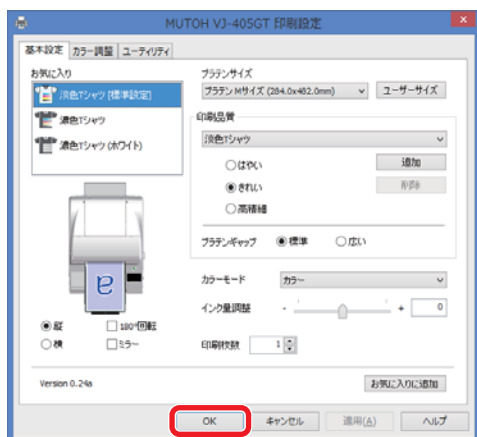 MUTOH VJ-405GT 印刷設定
基本設定 カラー調整 ユーティリティ
お気に入り
淡色Tシャツ [標準設定]
濃色Tシャツ
濃色Tシャツ (ホワイト)
a
縦
180°回転
横
ミラー
プラテンサイズ
プラテン Mサイズ (284.0x482.0mm)
ユーザーサイズ
印刷品質
淡色Tシャツ
はやい
追加
きれい
削除
高精細
プラテンギャップ
標準
広い
カラーモード
カラー
インク量調整
- +
0
印刷枚数
1
Version 0.24a
お気に入りに追加
OK キャンセル 適用(A) ヘルプ